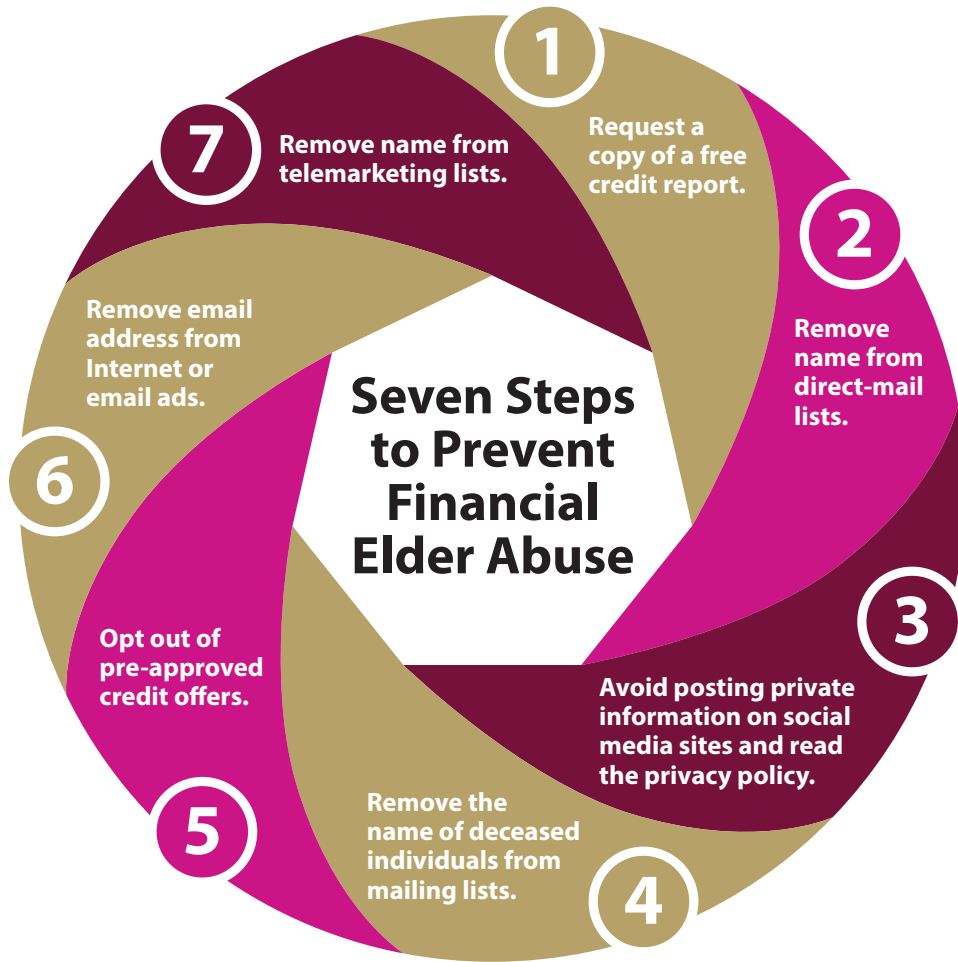 Seven Steps
to Prevent
Financial
Elder Abuse
1
Request a
copy of a free
credit report.
2
Remove
name from
direct-mail
lists.
3
Avoid posting private
information on social
media sites and read
the privacy policy.
4
Remove the
name of deceased
individuals from
mailing lists.
5
Opt out of
pre-approved
credit offers.
6
Remove email
address from
Internet or
email ads.
7
Remove name from
telemarketing lists.